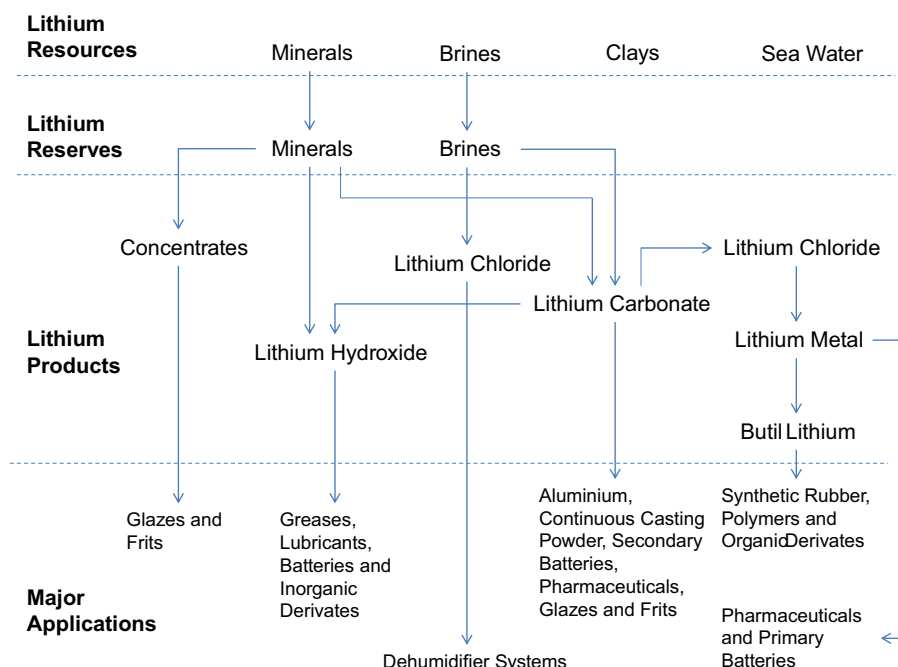 Lithium
Resources
Minerals
Brines
Clays
Sea Water
Lithium
Reserves
Minerals
Brines
Lithium
Products
Concentrates
Lithium Chloride
Lithium Chloride
Lithium Carbonate
Lithium Hydroxide
Lithium Metal
Butil Lithium
Major
Applications
Glazes and
Frits
Greases,
Lubricants,
Batteries and
Inorganic
Derivates
Dehumidifier Systems
Aluminium,
Continuous Casting
Powder, Secondary
Batteries,
Pharmaceuticals,
Glazes and Frits
Synthetic Rubber,
Polymers and
OrganicDerivates
Pharmaceuticals
and Primary
Batteries